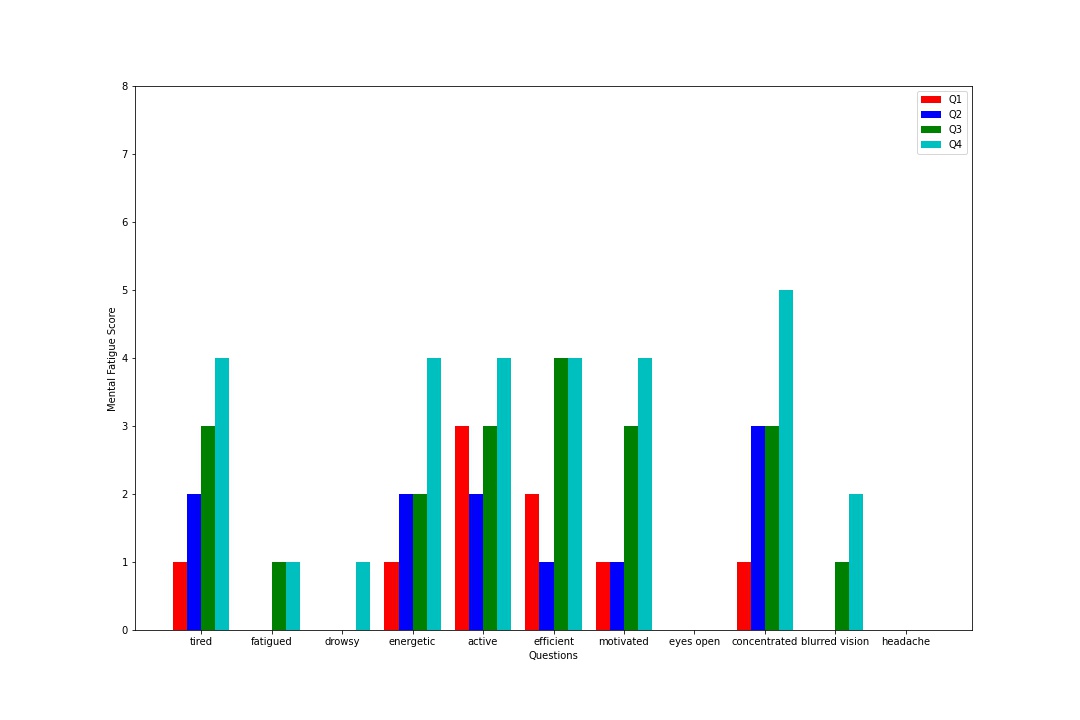 8
7
6
5
4
3
2
1
0
Mental Fatigue Score
Q1
Q2
Q3
Q4
tired fatigued drowsy energetic active efficient motivated eyes open concentrated blurred vision headache
Questions